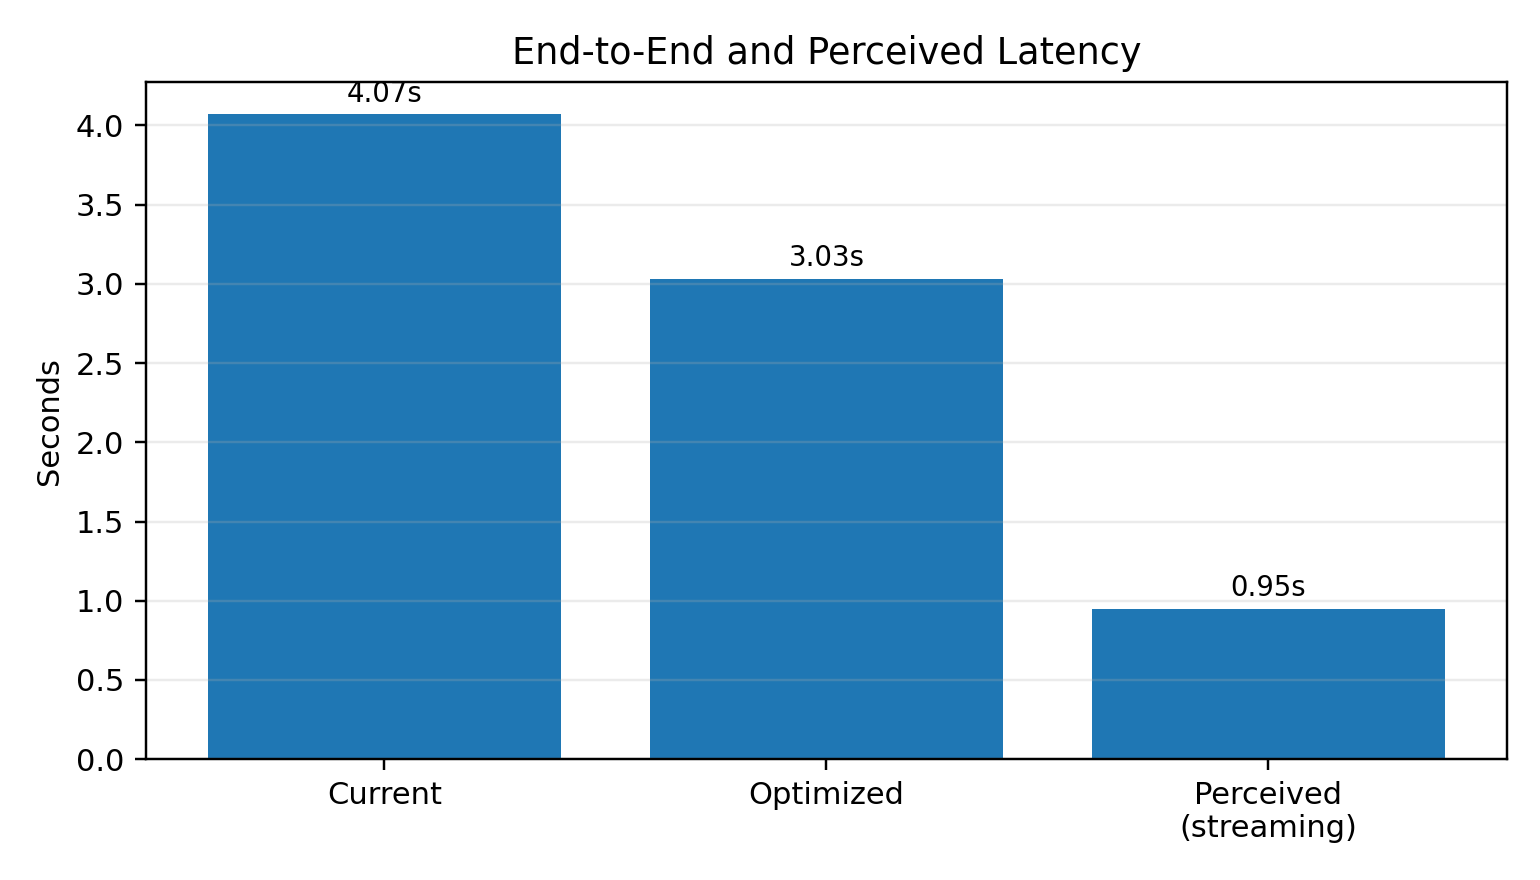 End-to-End and Perceived Latency
4.07s
4.0
3.5
3.03s
3.0
2.5
Seconds
2.0
1.5
0.95s
1.0
0.5
0.0
Current
Optimized
Perceived
(streaming)